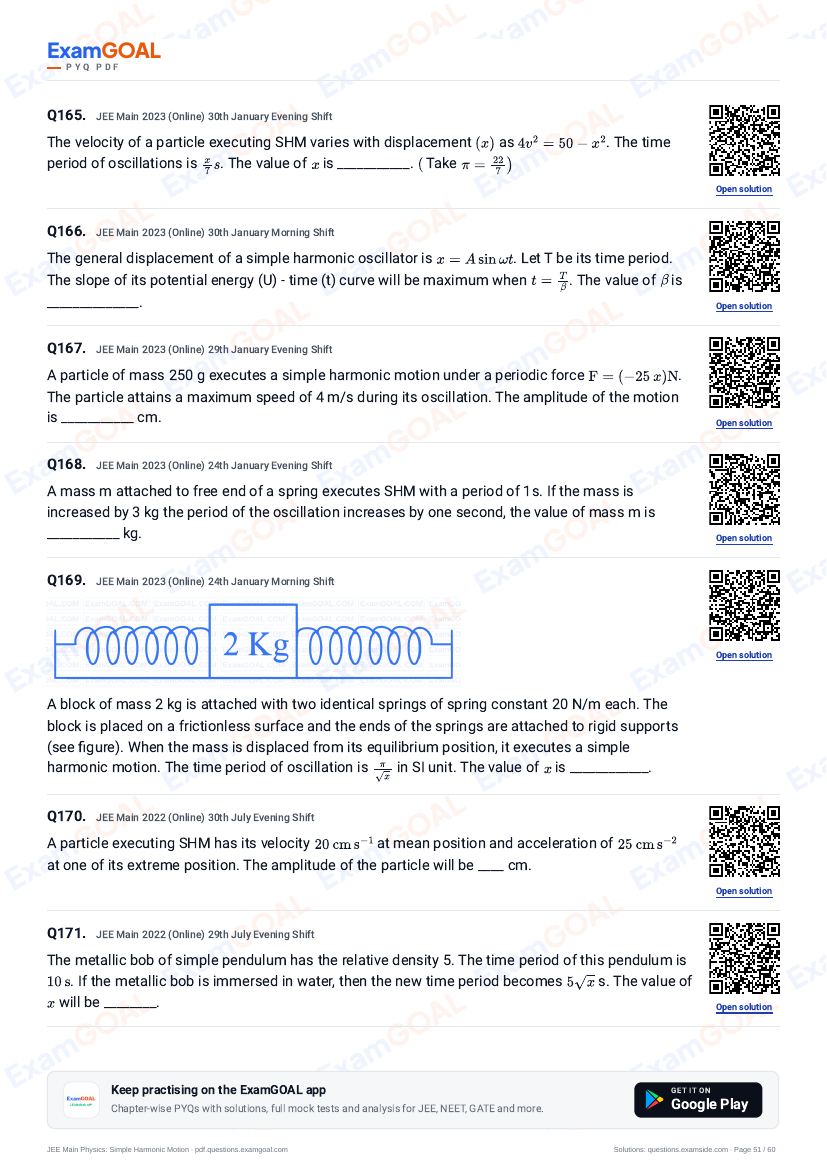 ExamGOAL
PYQ PDF
Q165. JEE Main 2023 (Online) 30th January Evening Shift
The velocity of a particle executing SHM varies with displacement (x) as 4v² = 50 − x². The time
period of oscillations is x/7 s. The value of x is ___________. ( Take π = 22/7 )
Open solution
Q166. JEE Main 2023 (Online) 30th January Morning Shift
The general displacement of a simple harmonic oscillator is x = A sin ωt. Let T be its time period.
The slope of its potential energy (U) - time (t) curve will be maximum when t = T/β. The value of β is
______________.
Open solution
Q167. JEE Main 2023 (Online) 29th January Evening Shift
A particle of mass 250 g executes a simple harmonic motion under a periodic force F = (−25 x)N.
The particle attains a maximum speed of 4 m/s during its oscillation. The amplitude of the motion
is ___________ cm.
Open solution
Q168. JEE Main 2023 (Online) 24th January Evening Shift
A mass m attached to free end of a spring executes SHM with a period of 1s. If the mass is
increased by 3 kg the period of the oscillation increases by one second, the value of mass m is
___________ kg.
Open solution
Q169. JEE Main 2023 (Online) 24th January Morning Shift
2 Kg
Open solution
A block of mass 2 kg is attached with two identical springs of spring constant 20 N/m each. The
block is placed on a frictionless surface and the ends of the springs are attached to rigid supports
(see figure). When the mass is displaced from its equilibrium position, it executes a simple
harmonic motion. The time period of oscillation is π/√x in SI unit. The value of x is ____________.
Q170. JEE Main 2022 (Online) 30th July Evening Shift
A particle executing SHM has its velocity 20 cm s⁻¹ at mean position and acceleration of 25 cm s⁻²
at one of its extreme position. The amplitude of the particle will be ____ cm.
Open solution
Q171. JEE Main 2022 (Online) 29th July Evening Shift
The metallic bob of simple pendulum has the relative density 5. The time period of this pendulum is
10 s. If the metallic bob is immersed in water, then the new time period becomes 5√x s. The value of
x will be ________.
Open solution
Keep practising on the ExamGOAL app
Chapter-wise PYQs with solutions, full mock tests and analysis for JEE, NEET, GATE and more.
GET IT ON
Google Play
JEE Main Physics: Simple Harmonic Motion · pdf.questions.examgoal.com
Solutions: questions.examside.com · Page 51 / 60